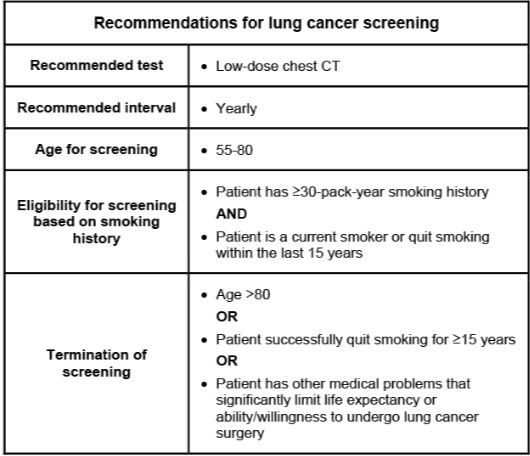 Recommendations for lung cancer screening
Recommended test
• Low-dose chest CT
Recommended interval
• Yearly
Age for screening
• 55-80
Eligibility for screening
based on smoking
history
• Patient has ≥30-pack-year smoking history
AND
• Patient is a current smoker or quit smoking
within the last 15 years
Termination of
screening
• Age >80
OR
• Patient successfully quit smoking for ≥15 years
OR
• Patient has other medical problems that
significantly limit life expectancy or
ability/willingness to undergo lung cancer
surgery